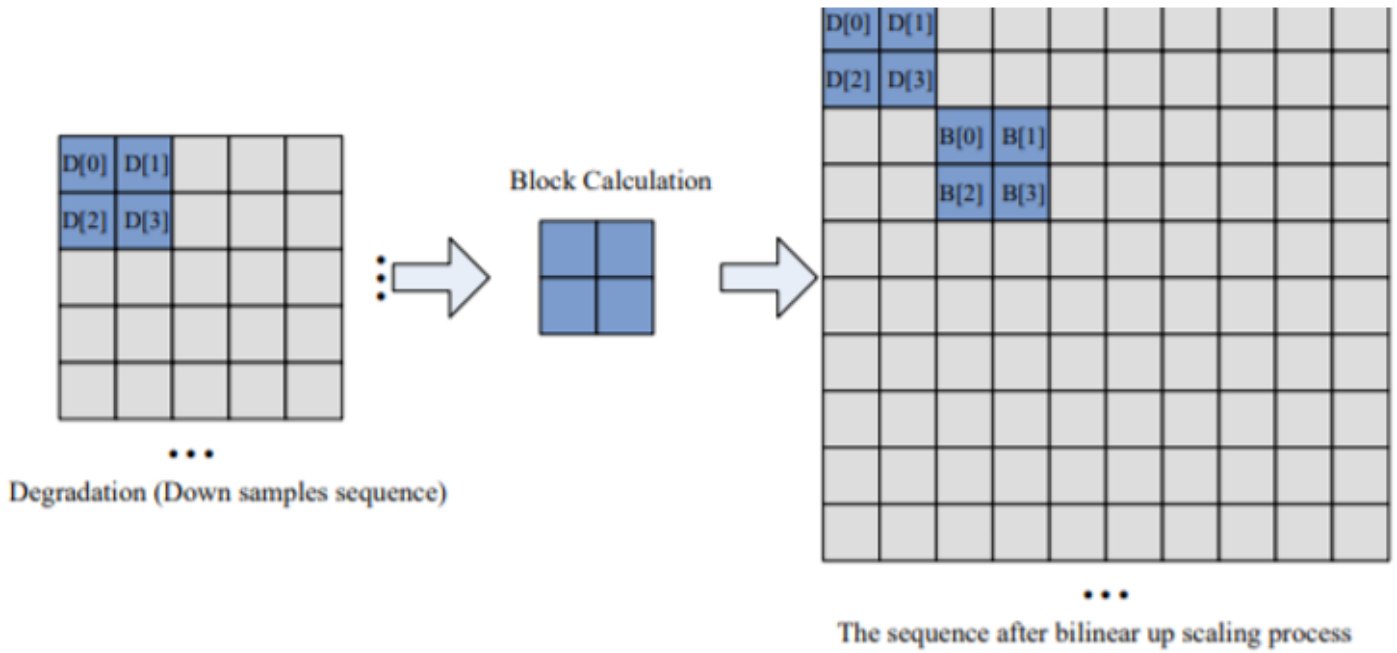 D[0] D[1]
D[2] D[3]
Degradation (Down samples sequence)
Block Calculation
D[0] D[1]
D[2] D[3]
B[0] B[1]
B[2] B[3]
The sequence after bilinear up scaling process